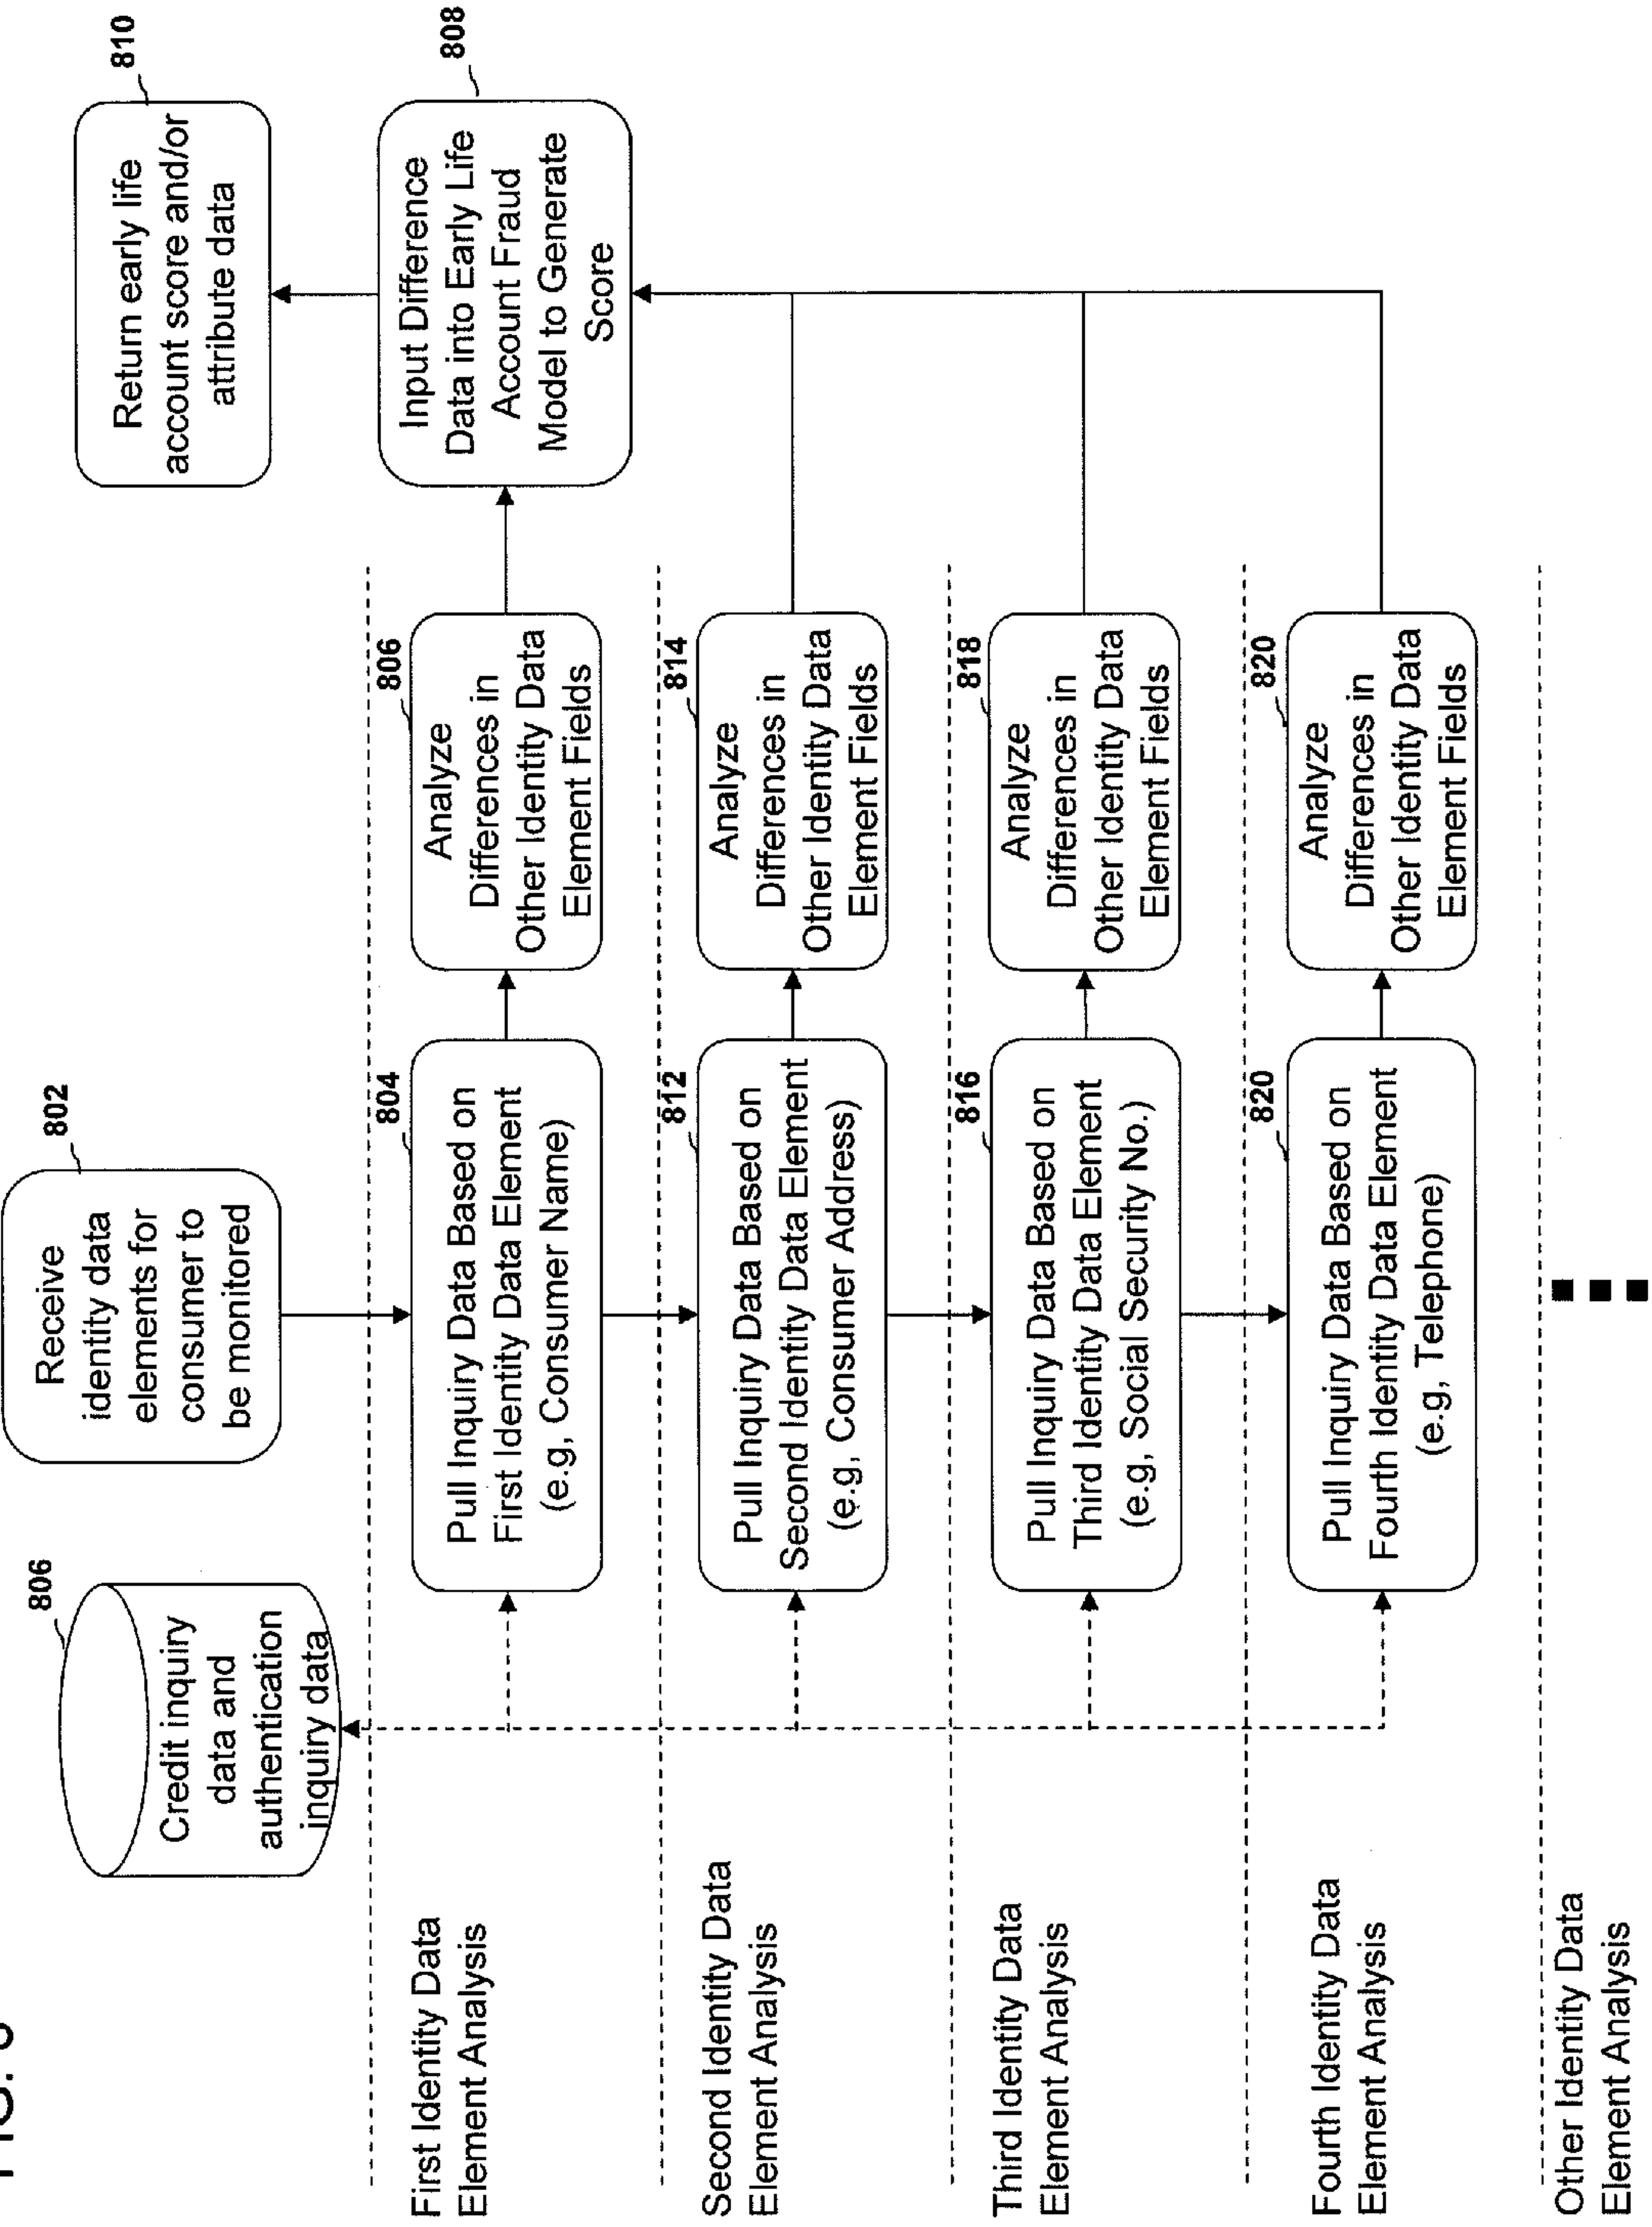 806
Credit inquiry
data and
authentication
inquiry data
802
Receive
identity data
elements for
consumer to
be monitored
810
Return early life
account score and/or
attribute data
808
Input Difference
Data into Early Life
Account Fraud
Model to Generate
Score
First Identity Data
Element Analysis
804
Pull Inquiry Data Based on
First Identity Data Element
(e.g, Consumer Name)
806
Analyze
Differences in
Other Identity Data
Element Fields
Second Identity Data
Element Analysis
812
Pull Inquiry Data Based on
Second Identity Data Element
(e.g, Consumer Address)
814
Analyze
Differences in
Other Identity Data
Element Fields
Third Identity Data
Element Analysis
816
Pull Inquiry Data Based on
Third Identity Data Element
(e.g, Social Security No.)
818
Analyze
Differences in
Other Identity Data
Element Fields
Fourth Identity Data
Element Analysis
820
Pull Inquiry Data Based on
Fourth Identity Data Element
(e.g, Telephone)
820
Analyze
Differences in
Other Identity Data
Element Fields
Other Identity Data
Element Analysis